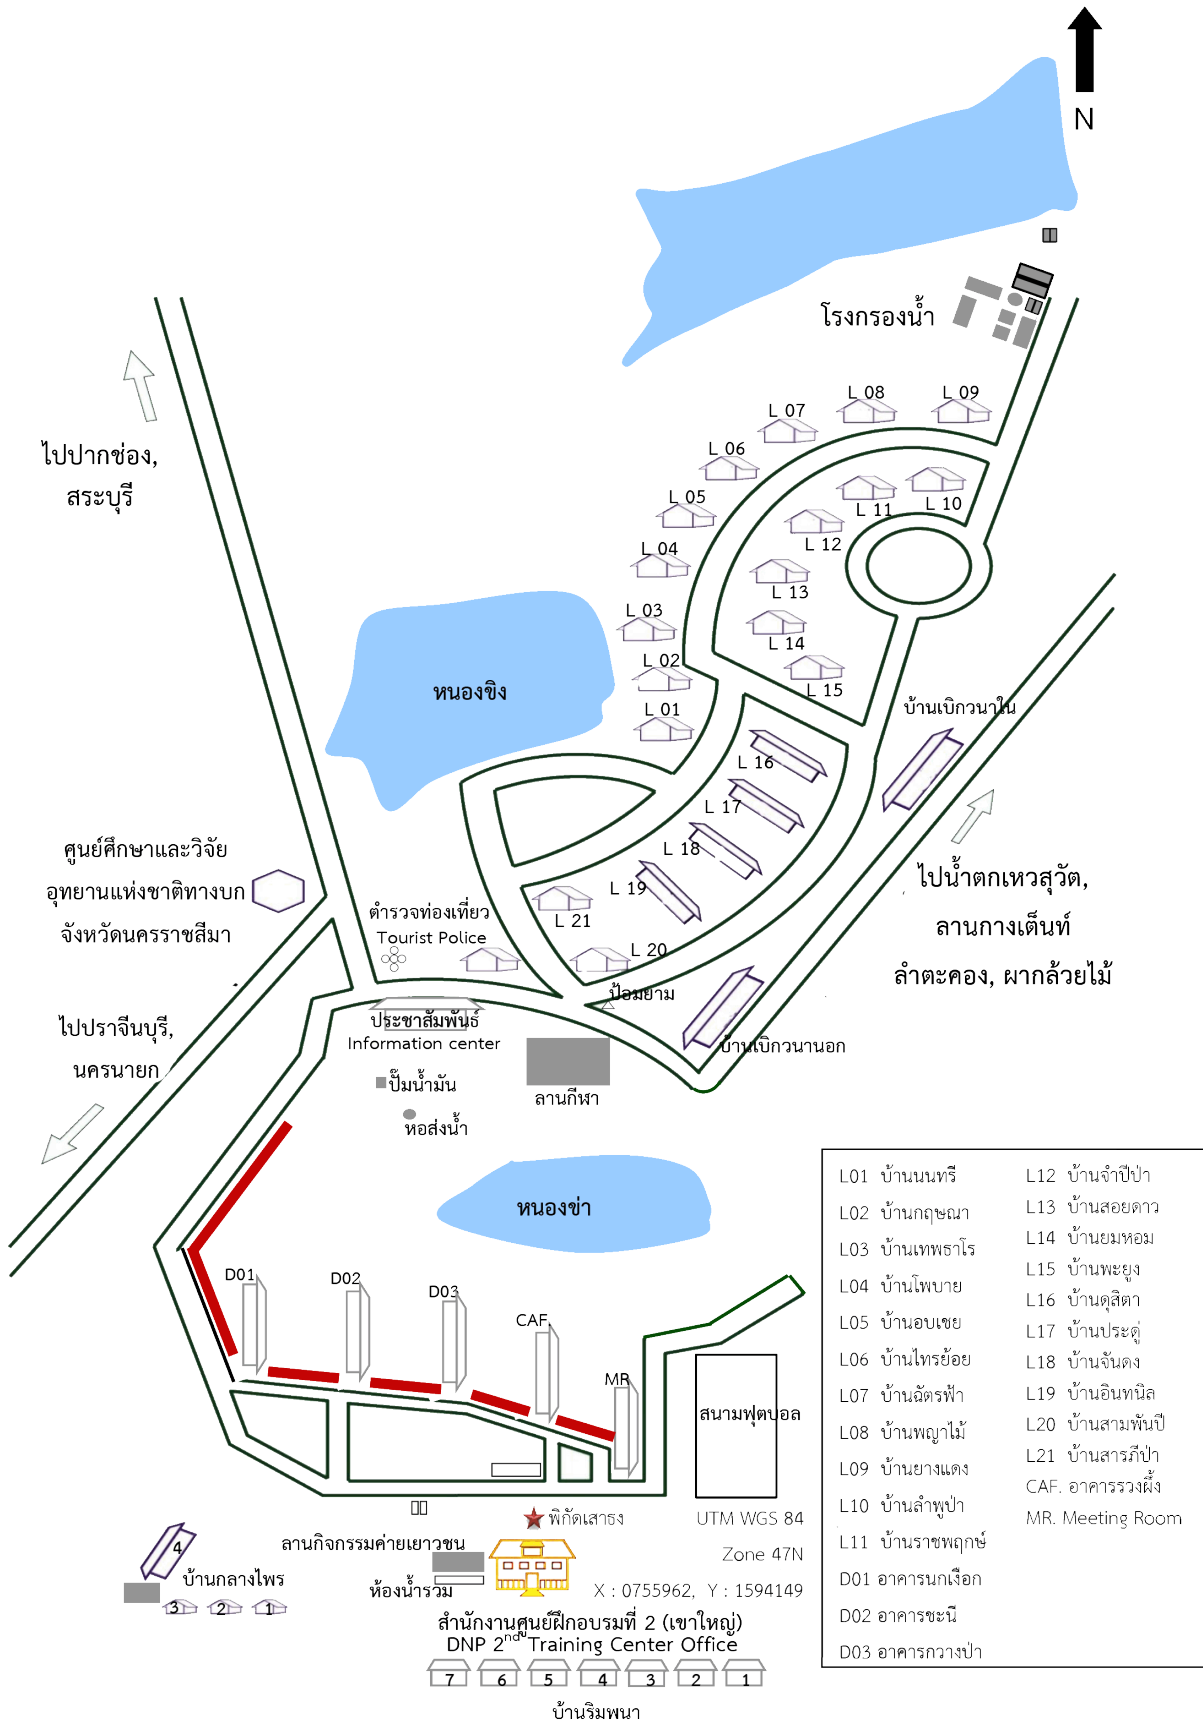 N
โรงกรองน้ำ
L 09
L 08
L 07
L 06
L 05
L 04
L 03
L 02
L 01
L 10
L 11
L 12
L 13
L 14
L 15
L 16
L 17
L 18
L 19
L 20
L 21
ไปปากช่อง,
สระบุรี
หนองขิง
บ้านเบิกวนาใน
ศูนย์ศึกษาและวิจัย
อุทยานแห่งชาติทางบก
จังหวัดนครราชสีมา
ตำรวจท่องเที่ยว
Tourist Police
ไปน้ำตกเหวสุวัต,
ลานกางเต็นท์
ลำตะคอง, ผากล้วยไม้
ป้อมยาม
บ้านเบิกวนานอก
ประชาสัมพันธ์
Information center
ไปปราจีนบุรี,
นครนายก
ปั๊มน้ำมัน
หอส่งน้ำ
ลานกีฬา
หนองข่า
D01
D02
D03
CAF.
MR
สนามฟุตบอล
พิกัดเสาธง
UTM WGS 84
Zone 47N
X : 0755962, Y : 1594149
ลานกิจกรรมค่ายเยาวชน
ห้องน้ำรวม
4
บ้านกลางไพร
3 2 1
สำนักงานศูนย์ฝึกอบรมที่ 2 (เขาใหญ่)
DNP 2nd Training Center Office
7 6 5 4 3 2 1
บ้านริมพนา
L01 บ้านนนทรี
L02 บ้านกฤษณา
L03 บ้านเทพธาโร
L04 บ้านโพบาย
L05 บ้านอบเชย
L06 บ้านไทรย้อย
L07 บ้านฉัตรฟ้า
L08 บ้านพญาไม้
L09 บ้านยางแดง
L10 บ้านลำพูป่า
L11 บ้านราชพฤกษ์
D01 อาคารนกเงือก
D02 อาคารชะนี
D03 อาคารกวางป่า
L12 บ้านจำปีป่า
L13 บ้านสอยดาว
L14 บ้านยมหอม
L15 บ้านพะยูง
L16 บ้านดุสิตา
L17 บ้านประดู่
L18 บ้านจันดง
L19 บ้านอินทนิล
L20 บ้านสามพันปี
L21 บ้านสารภีป่า
CAF. อาคารรวงผึ้ง
MR. Meeting Room